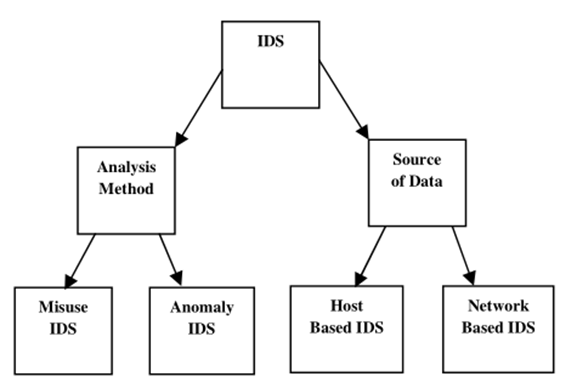 IDS
Analysis
Method
Source
of Data
Misuse
IDS
Anomaly
IDS
Host
Based IDS
Network
Based IDS